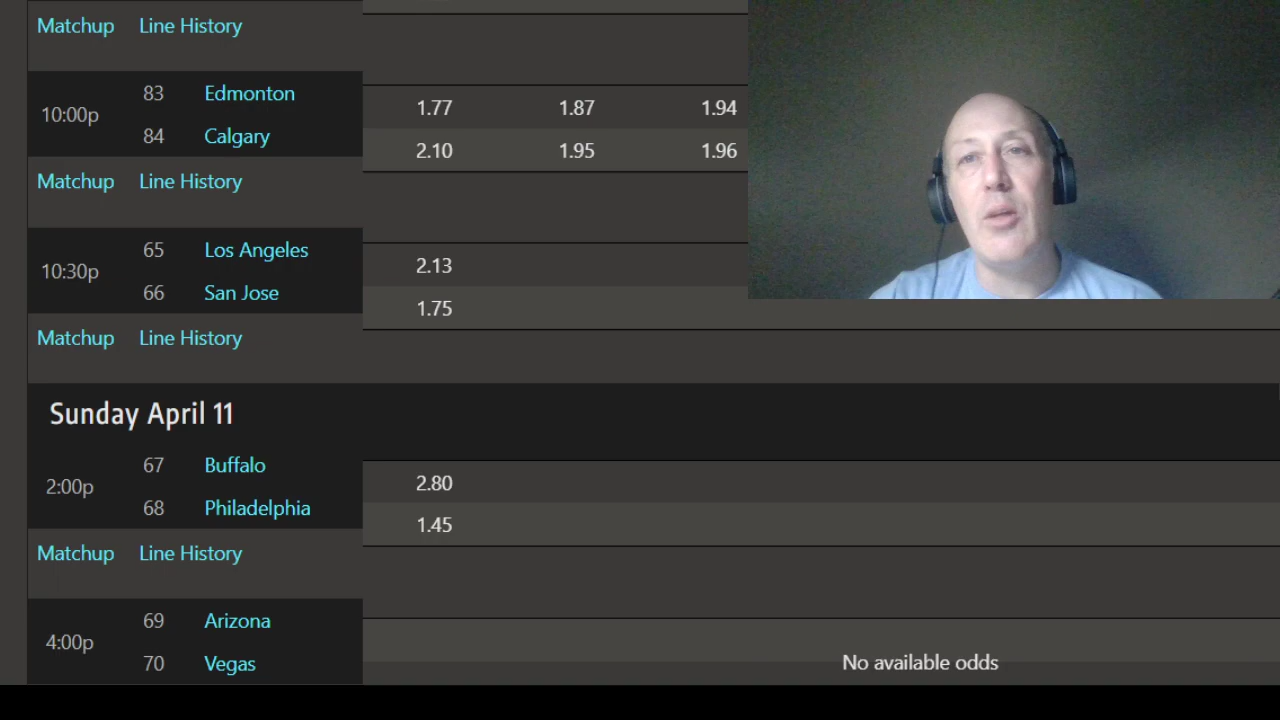 Matchup Line History
10:00p
83 Edmonton 1.77 1.87 1.94
84 Calgary 2.10 1.95 1.96
Matchup Line History
10:30p
65 Los Angeles 2.13
66 San Jose 1.75
Matchup Line History
Sunday April 11
2:00p
67 Buffalo 2.80
68 Philadelphia 1.45
Matchup Line History
4:00p
69 Arizona
70 Vegas
No available odds